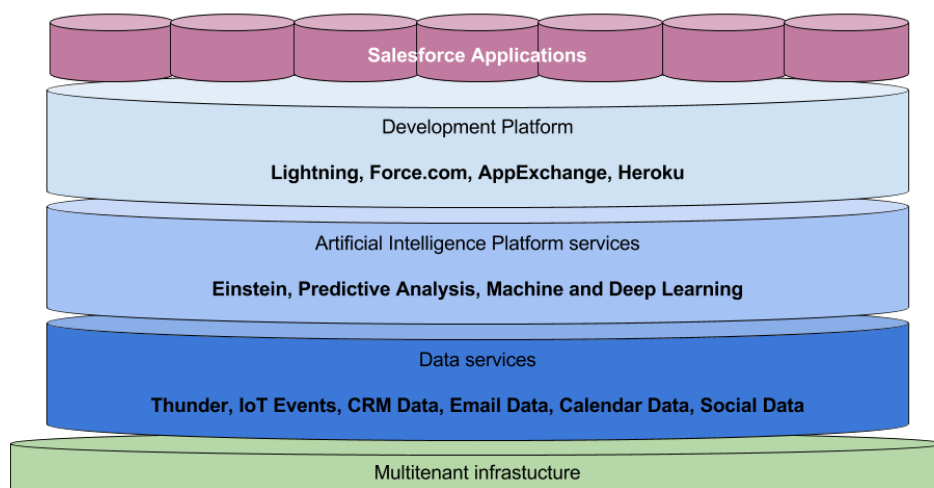 Salesforce Applications
Development Platform
Lightning, Force.com, AppExchange, Heroku
Artificial Intelligence Platform services
Einstein, Predictive Analysis, Machine and Deep Learning
Data services
Thunder, IoT Events, CRM Data, Email Data, Calendar Data, Social Data
Multitenant infrastucture